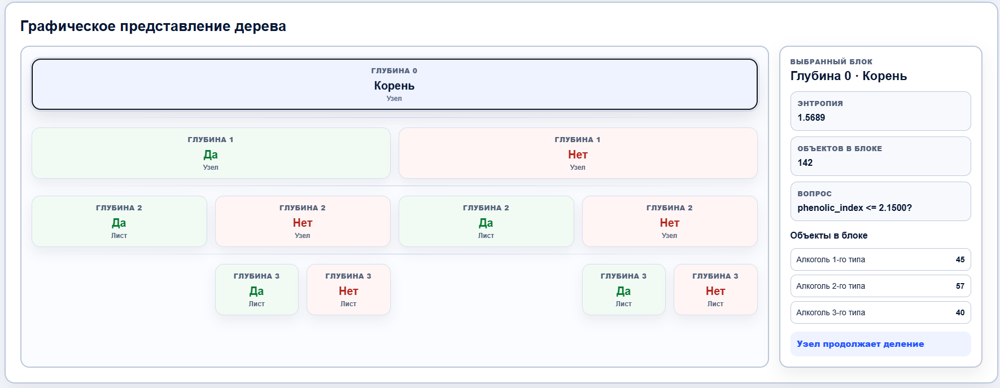 Графическое представление дерева
ГЛУБИНА 0
Корень
Узел
ГЛУБИНА 1
Да
Узел
ГЛУБИНА 1
Нет
Узел
ГЛУБИНА 2
Да
Лист
ГЛУБИНА 2
Нет
Узел
ГЛУБИНА 2
Да
Лист
ГЛУБИНА 2
Нет
Узел
ГЛУБИНА 3
Да
Лист
ГЛУБИНА 3
Нет
Лист
ГЛУБИНА 3
Да
Лист
ГЛУБИНА 3
Нет
Лист
ВЫБРАННЫЙ БЛОК
Глубина 0 · Корень
ЭНТРОПИЯ
1.5689
ОБЪЕКТОВ В БЛОКЕ
142
ВОПРОС
phenolic_index <= 2.1500?
Объекты в блоке
Алкоголь 1-го типа 45
Алкоголь 2-го типа 57
Алкоголь 3-го типа 40
Узел продолжает деление